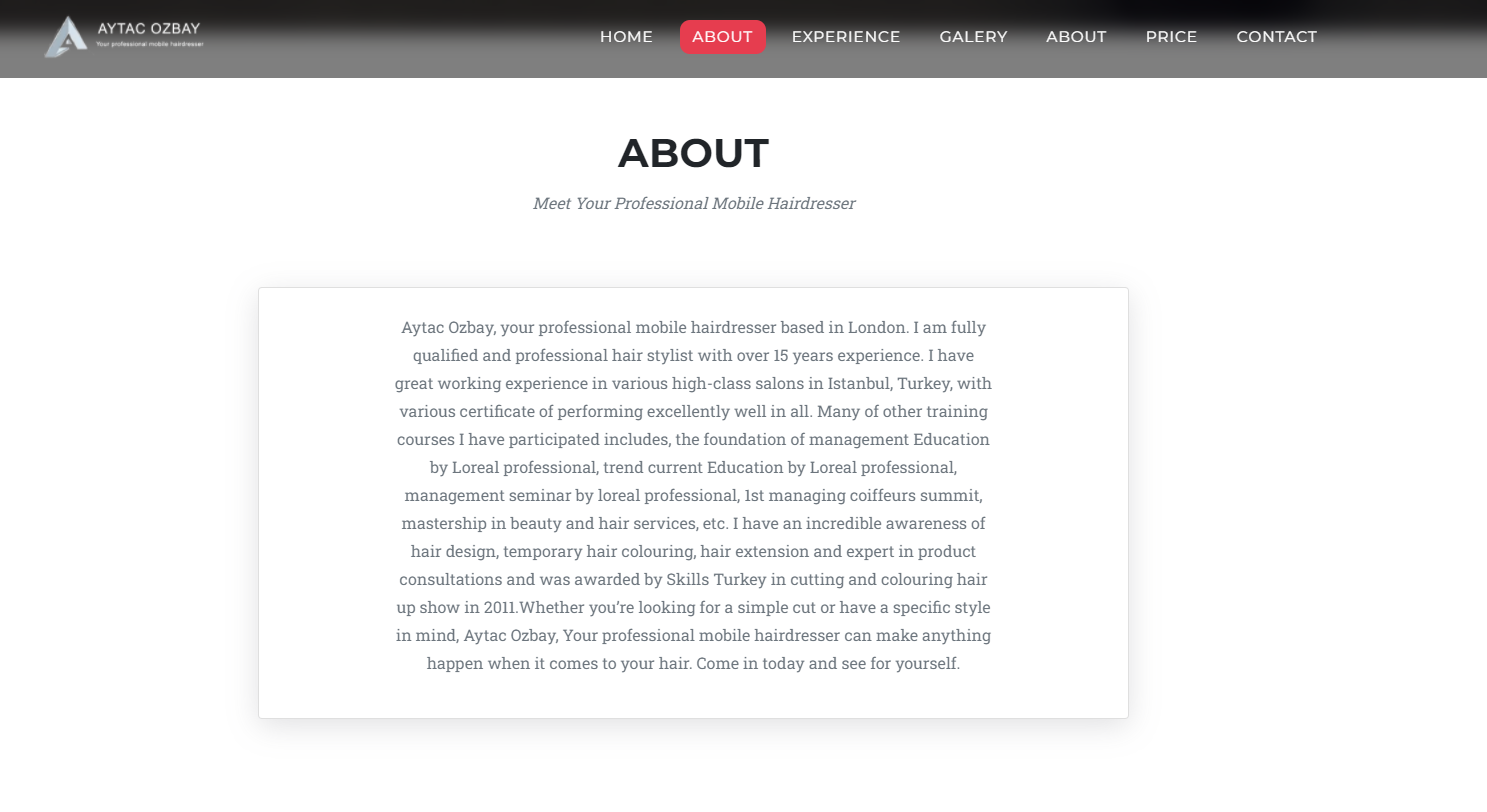 AYTAC OZBAY
Your professional mobile hairdresser
HOME ABOUT EXPERIENCE GALERY ABOUT PRICE CONTACT
ABOUT
Meet Your Professional Mobile Hairdresser
Aytac Ozbay, your professional mobile hairdresser based in London. I am fully
qualified and professional hair stylist with over 15 years experience. I have
great working experience in various high-class salons in Istanbul, Turkey, with
various certificate of performing excellently well in all. Many of other training
courses I have participated includes, the foundation of management Education
by Loreal professional, trend current Education by Loreal professional,
management seminar by loreal professional, 1st managing coiffeurs summit,
mastership in beauty and hair services, etc. I have an incredible awareness of
hair design, temporary hair colouring, hair extension and expert in product
consultations and was awarded by Skills Turkey in cutting and colouring hair
up show in 2011.Whether you’re looking for a simple cut or have a specific style
in mind, Aytac Ozbay, Your professional mobile hairdresser can make anything
happen when it comes to your hair. Come in today and see for yourself.